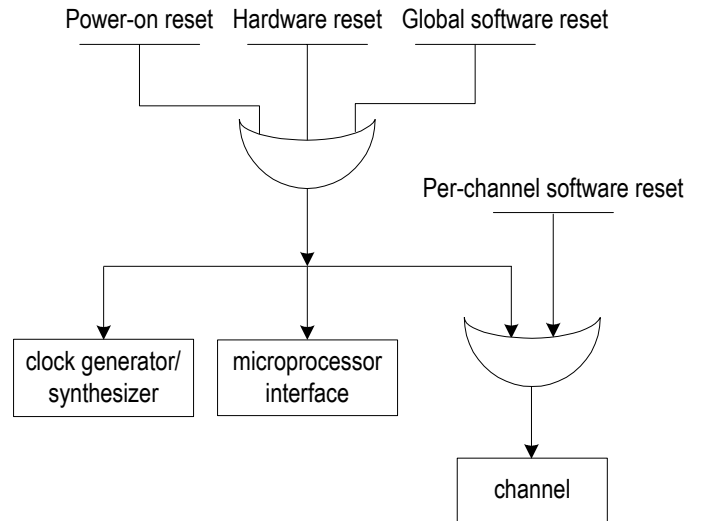 Power-on reset
Hardware reset
Global software reset
Per-channel software reset
clock generator/
synthesizer
microprocessor
interface
channel